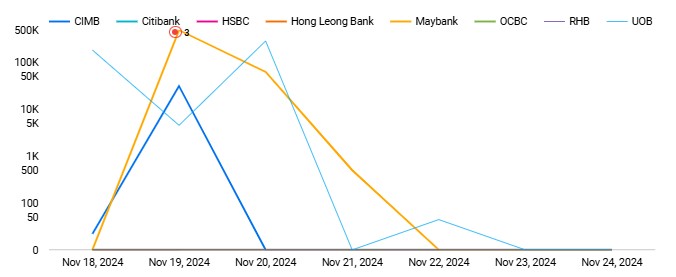 CIMB Citibank HSBC Hong Leong Bank Maybank OCBC RHB UOB
500K
3
100K
50K
10K
5K
1K
500
100
50
0
Nov 18, 2024 Nov 19, 2024 Nov 20, 2024 Nov 21, 2024 Nov 22, 2024 Nov 23, 2024 Nov 24, 2024